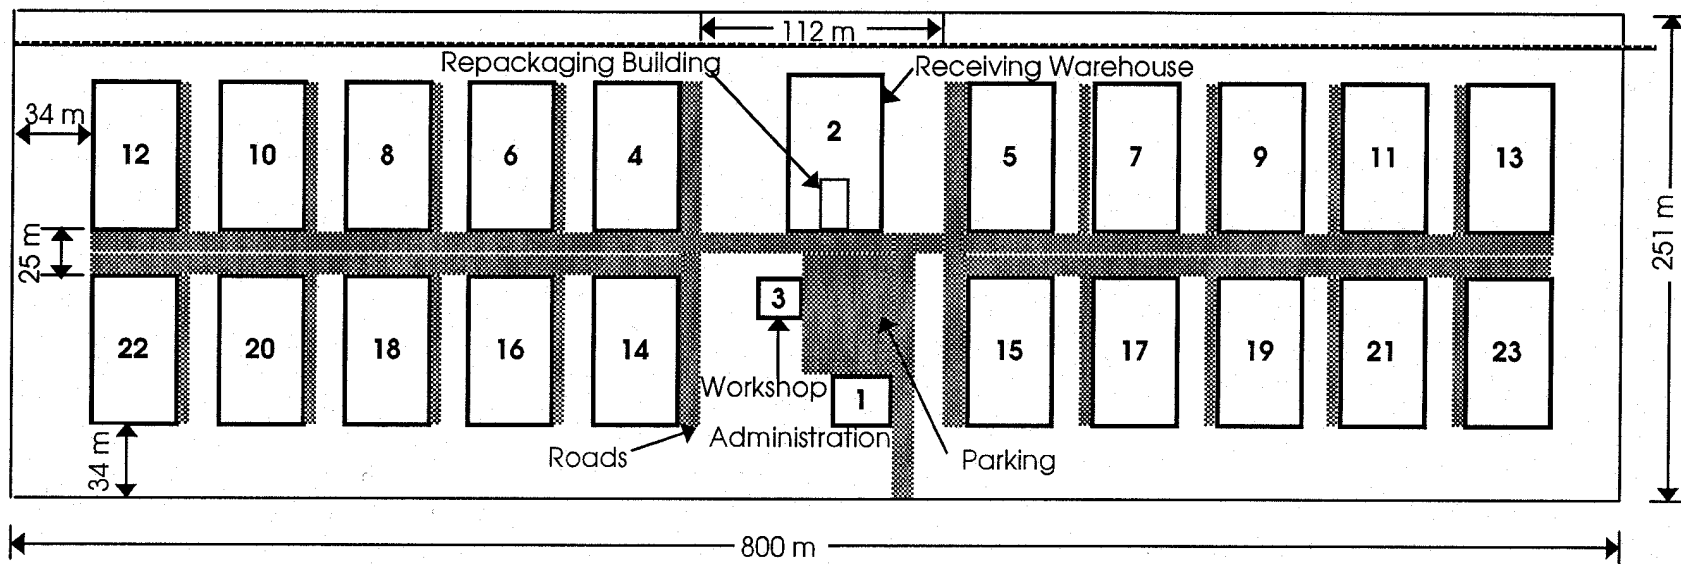 112 m
Repackaging Building
Receiving Warehouse
34 m
12
10
8
6
4
2
5
7
9
11
13
25 m
251 m
22
20
18
16
14
3
15
17
19
21
23
Workshop
1
Administration
Roads
Parking
34 m
800 m